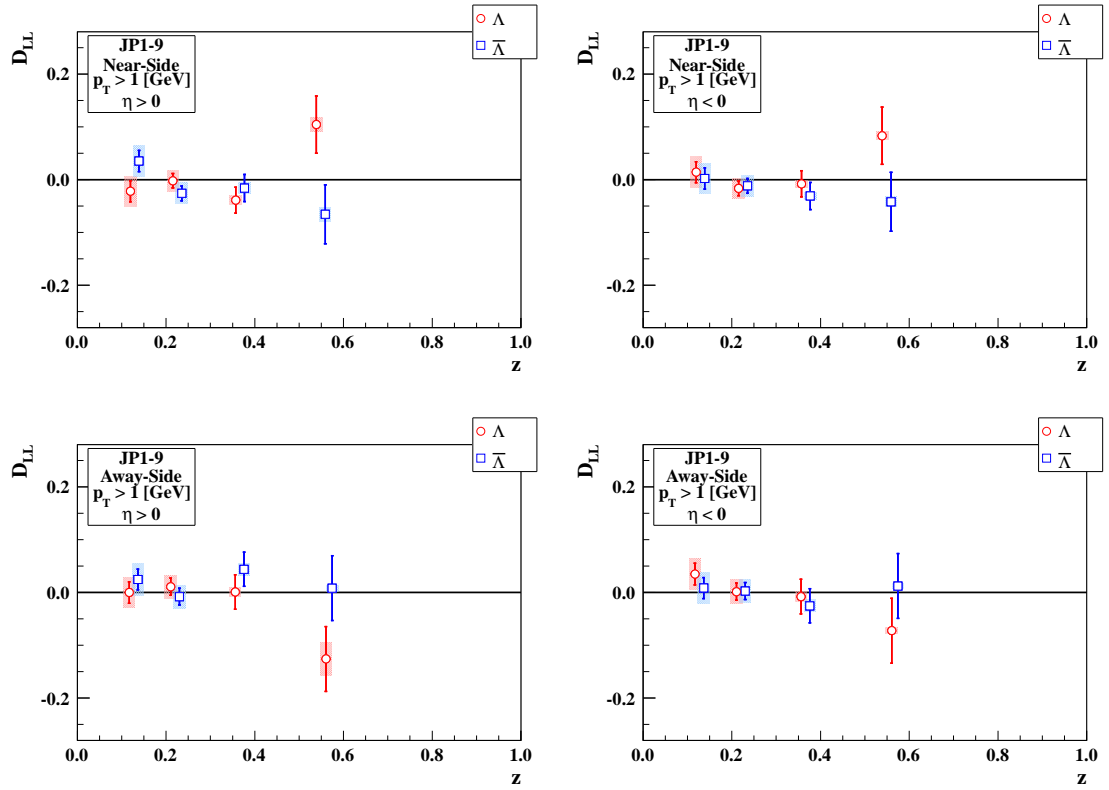 D_LL
JP1-9
Near-Side
p_T > 1 [GeV]
η > 0
Λ
Λ̅
0.2
0.0
-0.2
0.0 0.2 0.4 0.6 0.8 1.0
z
D_LL
JP1-9
Near-Side
p_T > 1 [GeV]
η < 0
Λ
Λ̅
0.2
0.0
-0.2
0.0 0.2 0.4 0.6 0.8 1.0
z
D_LL
JP1-9
Away-Side
p_T > 1 [GeV]
η > 0
Λ
Λ̅
0.2
0.0
-0.2
0.0 0.2 0.4 0.6 0.8 1.0
z
D_LL
JP1-9
Away-Side
p_T > 1 [GeV]
η < 0
Λ
Λ̅
0.2
0.0
-0.2
0.0 0.2 0.4 0.6 0.8 1.0
z